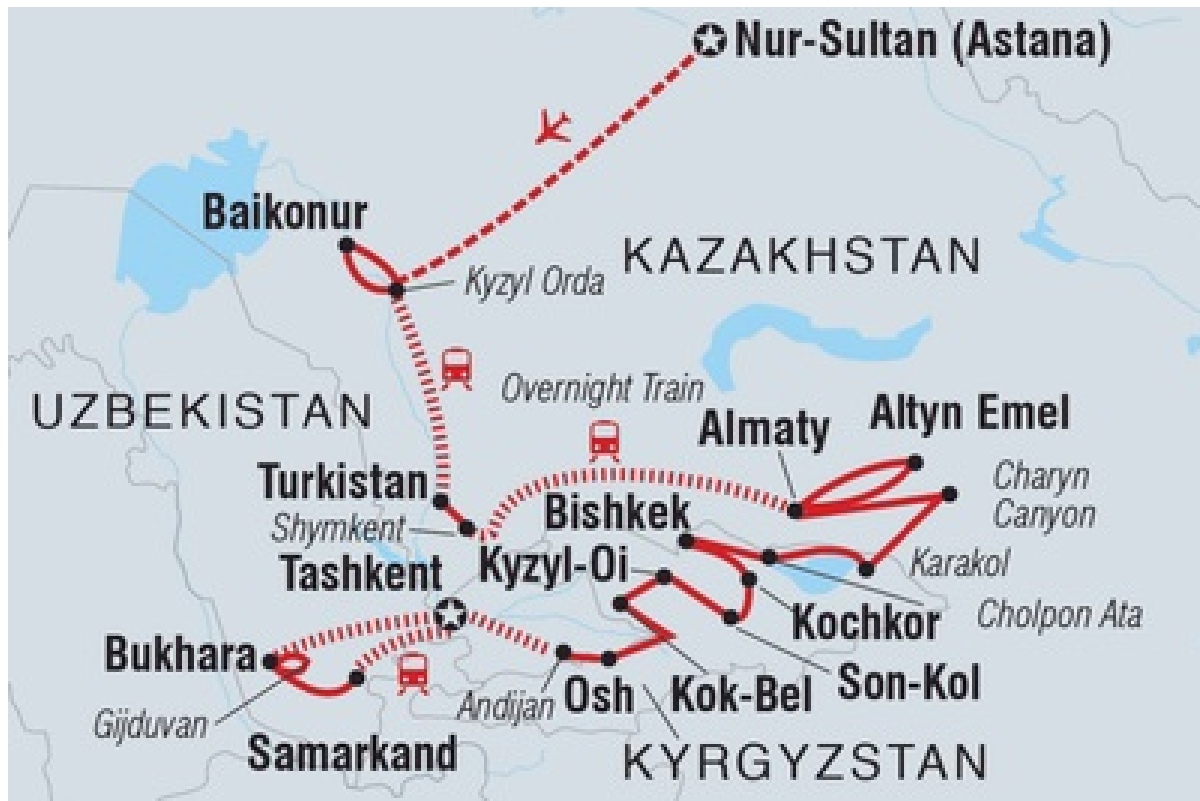 Nur-Sultan (Astana)
Baikonur
KAZAKHSTAN
Kyzyl Orda
UZBEKISTAN
Overnight Train
Almaty
Altyn Emel
Turkistan
Charyn
Canyon
Bishkek
Shymkent
Tashkent
Kyzyl-Oi
Karakol
Cholpon Ata
Kochkor
Bukhara
Son-Kol
Andijan
Osh
Kok-Bel
Gijduvan
Samarkand
KYRGYZSTAN